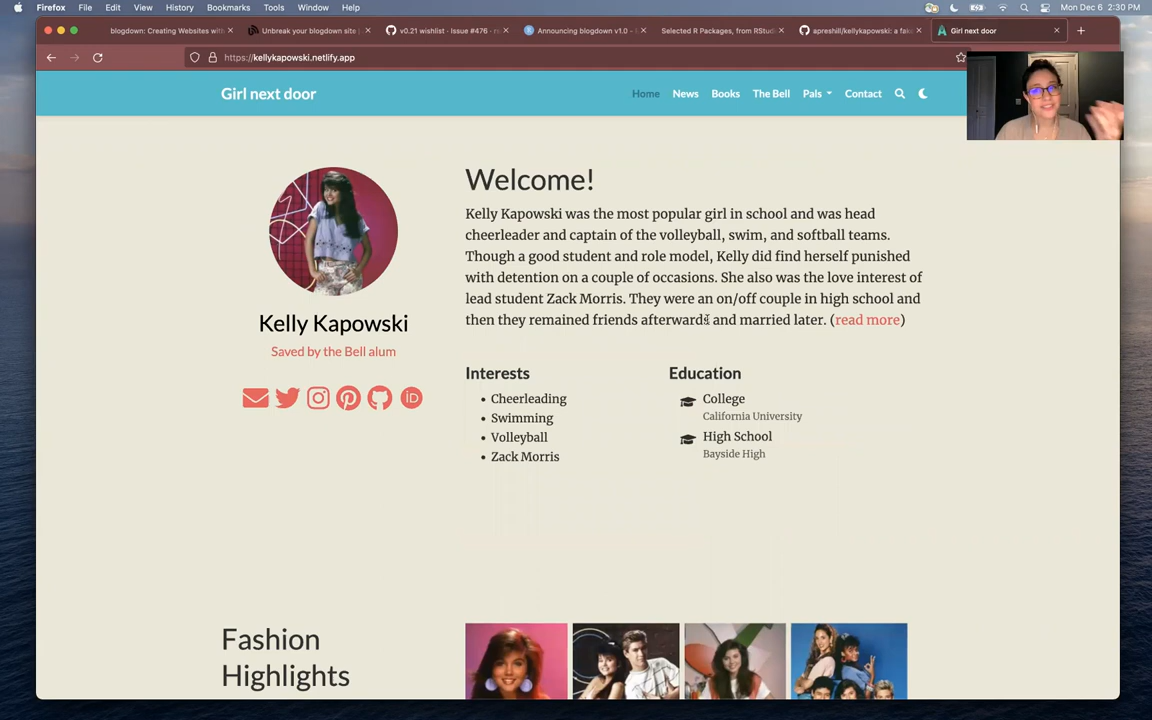 Firefox File Edit View History Bookmarks Tools Window Help Mon Dec 6 2:30 PM
blogdown: Creating Websites with Unbreak your blogdown site v0.21 wishlist · Issue #476 · r Announcing blogdown v1.0 - Selected R Packages, from RStu apreshill/kellykapowski: a fak Girl next door
https://kellykapowski.netlify.app
Girl next door Home News Books The Bell Pals Contact
Welcome!
Kelly Kapowski was the most popular girl in school and was head
cheerleader and captain of the volleyball, swim, and softball teams.
Though a good student and role model, Kelly did find herself punished
with detention on a couple of occasions. She also was the love interest of
lead student Zack Morris. They were an on/off couple in high school and
then they remained friends afterwards and married later. (read more)
Kelly Kapowski
Saved by the Bell alum
iD
Interests
Cheerleading
Swimming
Volleyball
Zack Morris
Education
College
California University
High School
Bayside High
Fashion
Highlights